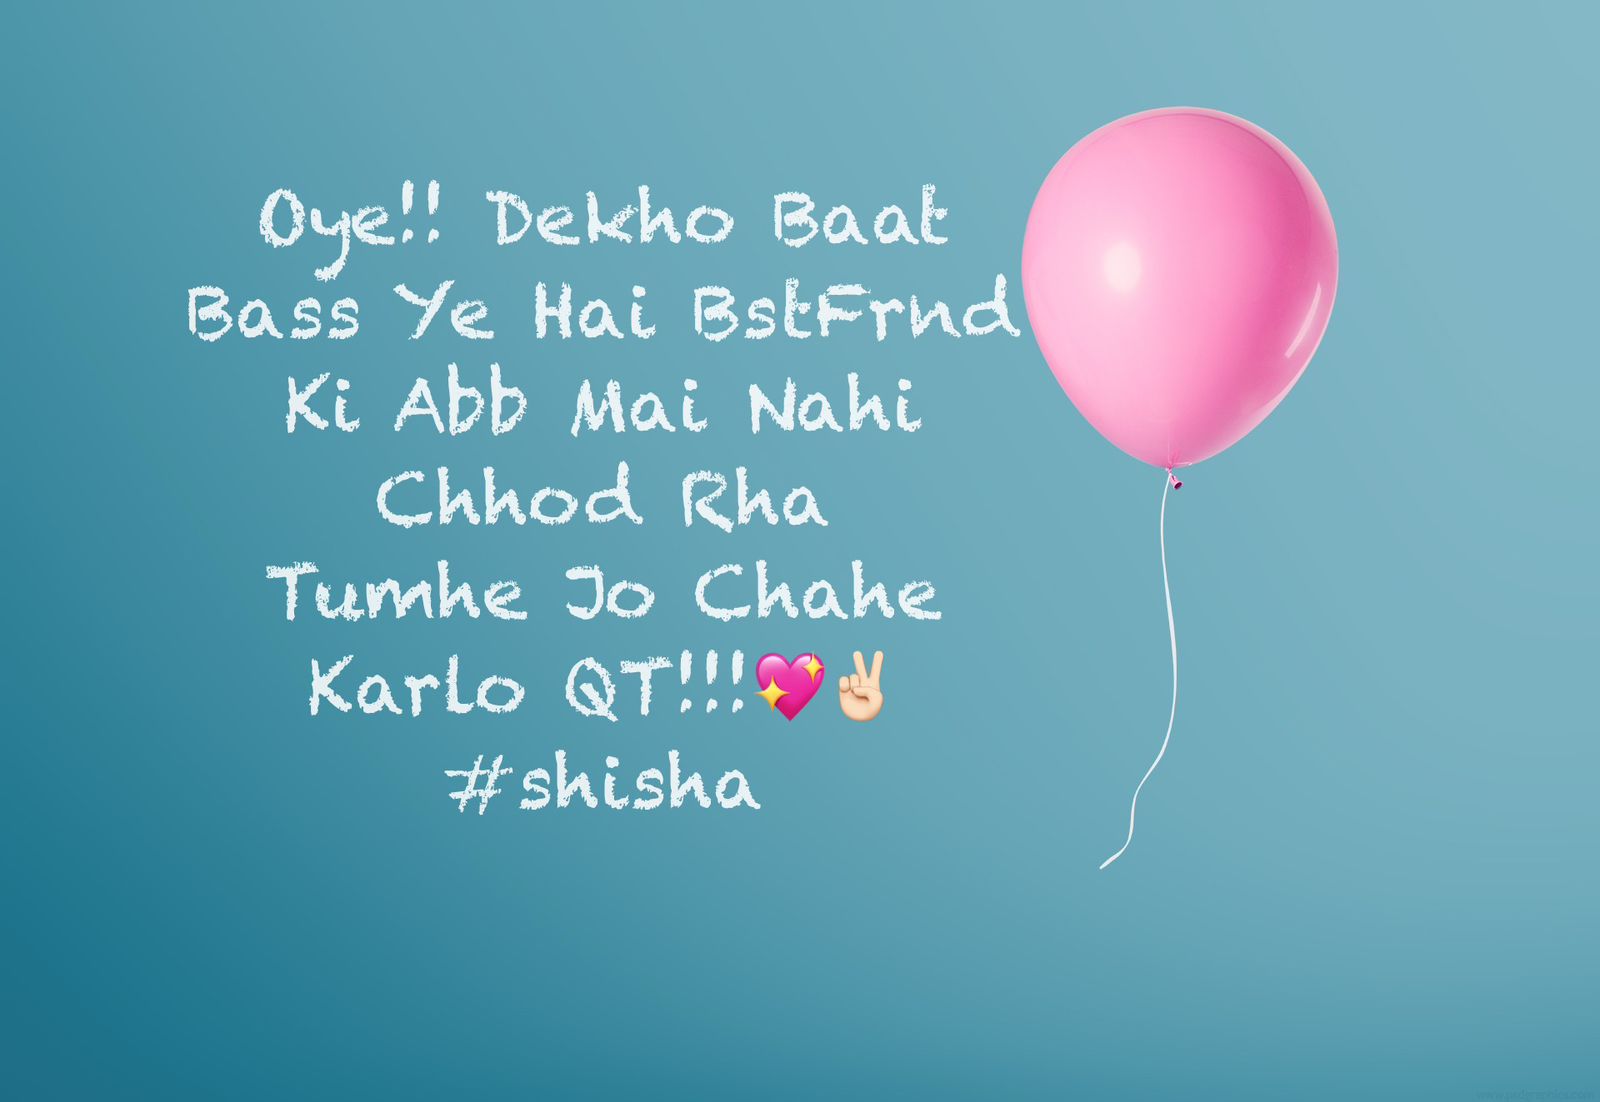 Oye!! Dekho Baat
Bass Ye Hai BstFrnd
Ki Abb Mai Nahi
Chhod Rha
Tumhe Jo Chahe
Karlo QT!!!💖✌🏻
#shisha